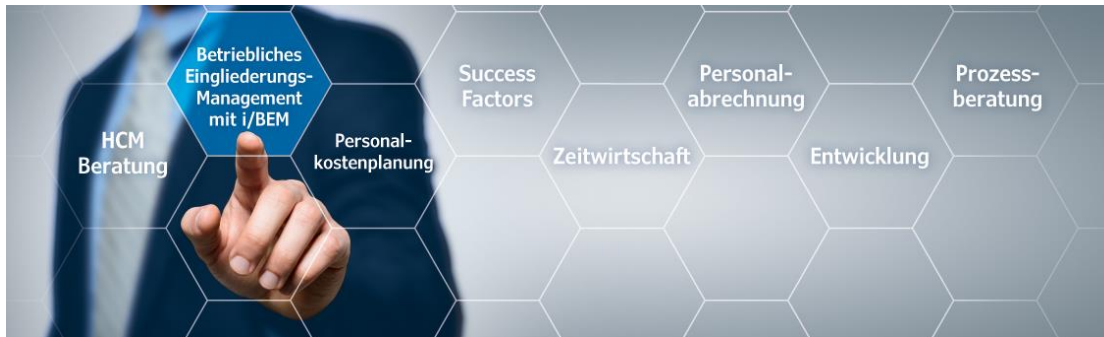 Betriebliches
Eingliederungs-
Management
mit i/BEM
HCM
Beratung
Personal-
kostenplanung
Success
Factors
Zeitwirtschaft
Personal-
abrechnung
Entwicklung
Prozess-
beratung